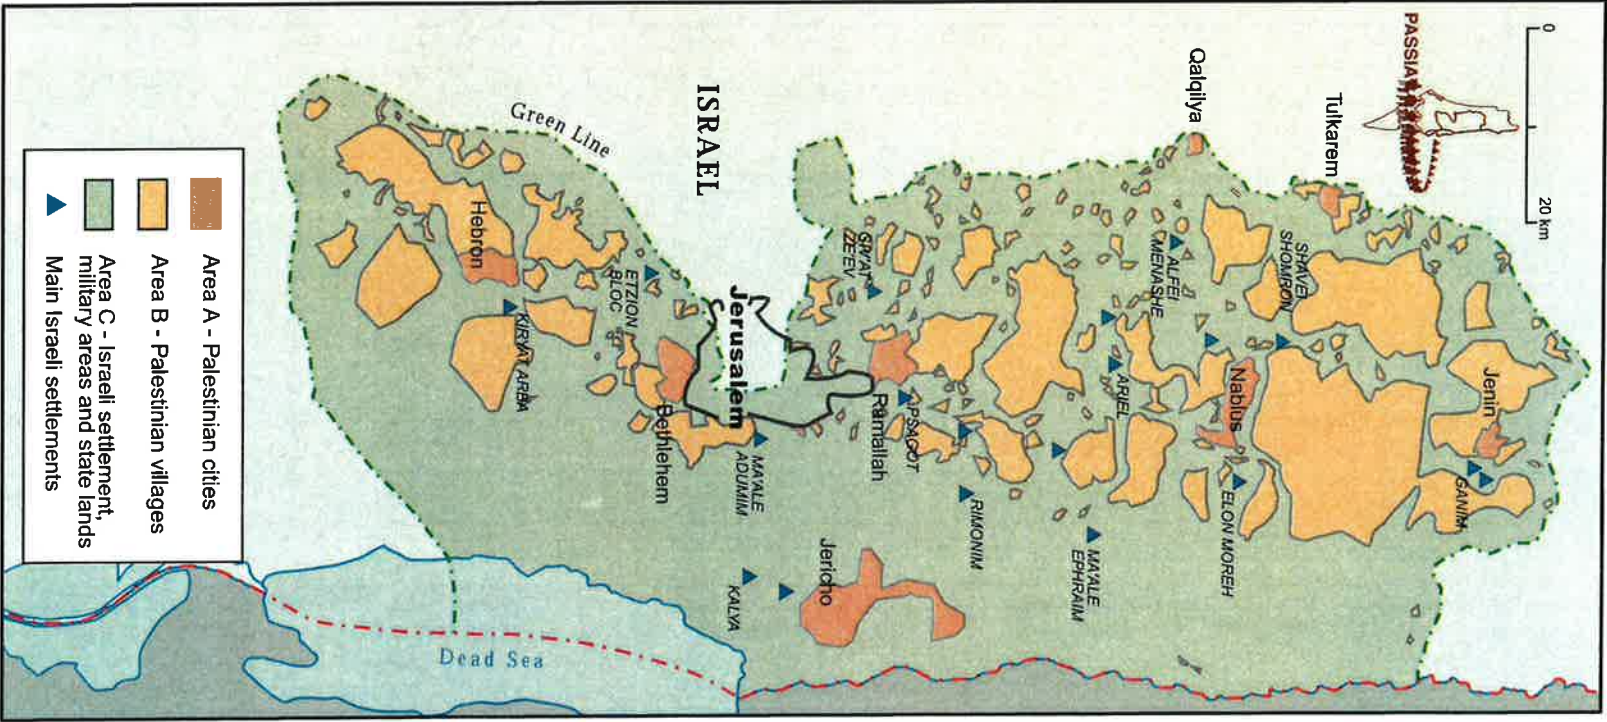 0
20 km
PASSIA
Jenin
GANIM
Tulkarem
SHAVEI
SHOMRON
Nablus
ELON MOREH
Qalqilya
ALFEI
MENASHE
ARIEL
MA'ALE
EPHRAIM
RIMONIM
PSAGOT
Ramallah
GIV'AT
ZE'EV
Jericho
Jerusalem
MA'ALE
ADUMIM
KALYA
ISRAEL
Bethlehem
ETZION
BLOC
Green Line
KIRYAT ARBA
Hebron
Dead Sea
Area A - Palestinian cities
Area B - Palestinian villages
Area C - Israeli settlement,
military areas and state lands
Main Israeli settlements